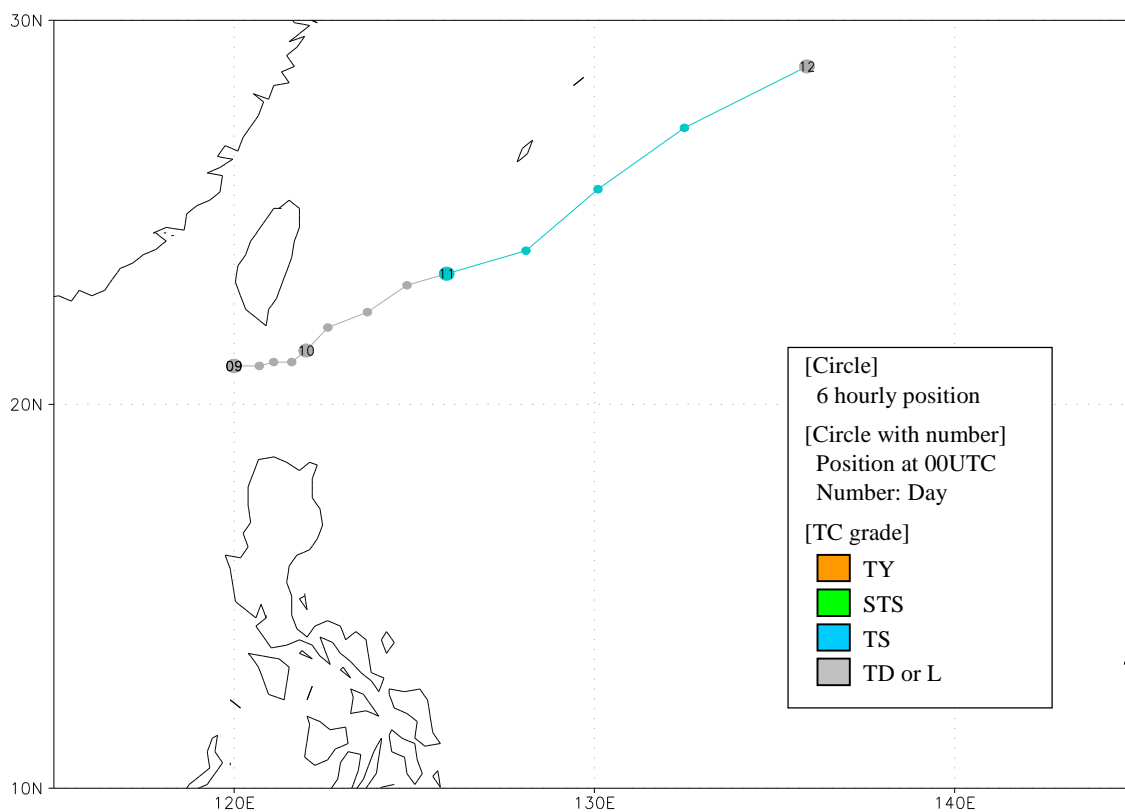 30N
12
11
10
09
20N
[Circle]
6 hourly position
[Circle with number]
Position at 00UTC
Number: Day
[TC grade]
TY
STS
TS
TD or L
10N
120E
130E
140E